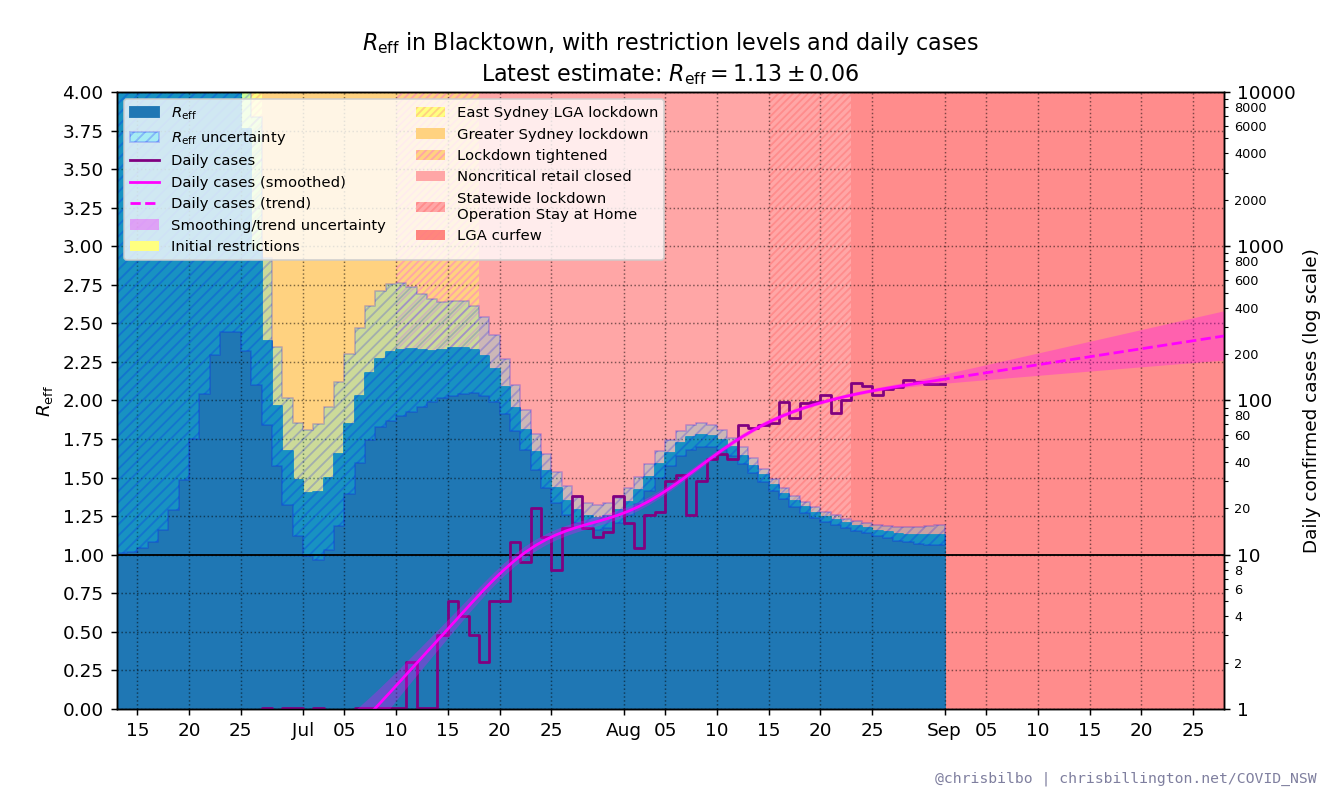 Reff in Blacktown, with restriction levels and daily cases
Latest estimate: Reff = 1.13 ± 0.06
Reff
Reff uncertainty
Daily cases
Daily cases (smoothed)
Daily cases (trend)
Smoothing/trend uncertainty
Initial restrictions
East Sydney LGA lockdown
Greater Sydney lockdown
Lockdown tightened
Noncritical retail closed
Statewide lockdown
Operation Stay at Home
LGA curfew
Reff
4.00
3.75
3.50
3.25
3.00
2.75
2.50
2.25
2.00
1.75
1.50
1.25
1.00
0.75
0.50
0.25
0.00
15 20 25 Jul 05 10 15 20 25 Aug 05 10 15 20 25 Sep 05 10 15 20 25
10000
8000
6000
4000
2000
1000
800
600
400
200
100
80
60
40
20
10
8
6
4
2
1
Daily confirmed cases (log scale)
@chrisbilbo | chrisbillington.net/COVID_NSW